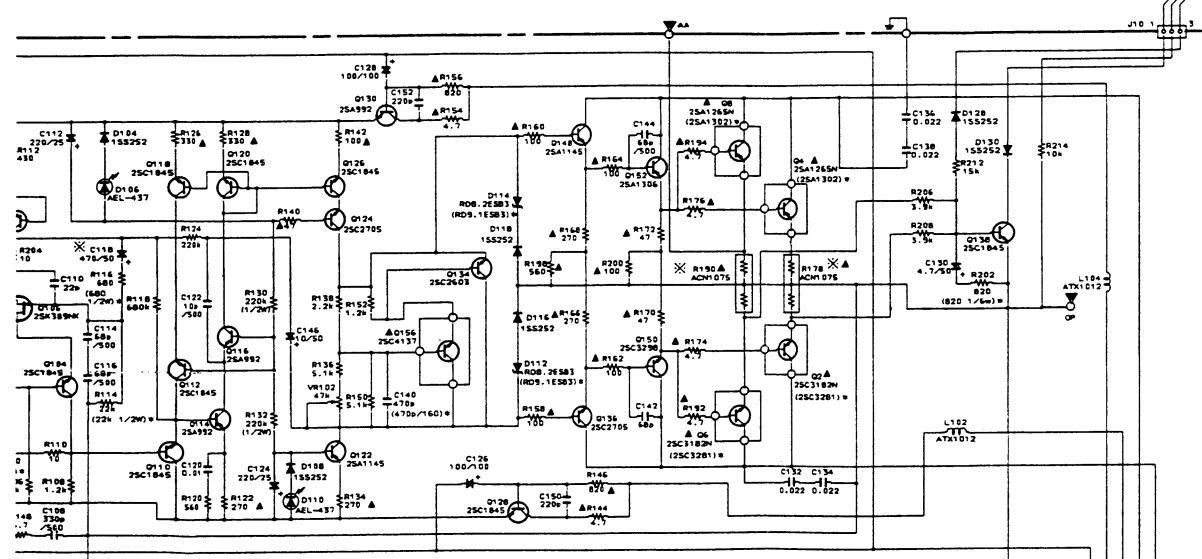 AA
J101
3
C128
100/100
▲R156
820
C152
220p
▲R154
4.7
Q130
2SA992
C112
220/25
D104
1SS252
R126
330
R128
330▲
R142
100▲
R112
430
Q118
2SC1845
Q120
2SC1845
Q126
2SC1845
D106
AEL-437
▲R160
100
Q148
2SA1145
C144
68p
/500
▲R164
100
Q152
2SA1306
▲Q8
2SA1265N
(2SA1302)*
▲R194
4.7
Q4▲
2SA1265N
(2SA1302)*
C136
0.022
C138
0.022
D128
1SS252
D130
1SS252
R212
15k
R214
10k
R206
3.9k
R208
3.9k
Q138
2SC1845
C130
4.7/50
R202
820
(820 1/6w)*
L104
ATX1012
OP
D114
RD8.2ESB3
(RD9.1ESB3)*
D118
1SS252
R140
▲47
Q124
2SC2705
R124
220k
R204
10
※
C118
470/50
R116
680
(680
1/2W)*
C110
22p
Q106
2SK389NK
R118
680k
C122
10p
/500
R130
220k
(1/2W)
C146
10/50
R138
2.2k
R152
1.2k
Q134
2SC2603
▲Q156
2SC4137
▲R168
270
R198▲
560
▲R172
47
R200▲
100
▲R176
4.7
※ R190▲
ACN1075
R178 ※▲
ACN1075
D116
1SS252
▲R166
270
▲R170
47
Q150
2SC3298
▲R174
4.7
▲R162
100
D112
RD8.2ESB3
(RD9.1ESB3)*
C114
68p
/500
C116
68p
/500
R114
22k
(22k 1/2W)*
Q104
2SC1845
Q116
2SA992
Q112
2SC1845
Q114
2SA992
R136
5.1k
VR102
47k
R150
5.1k
C140
470p
(470p/160)*
R132
220k
(1/2W)
R158▲
100
Q136
2SC2705
C142
68p
▲R192
4.7
▲Q6
2SC3182N
(2SC3281)*
Q2▲
2SC3182N
(2SC3281)*
L102
ATX1012
R110
10
Q110
2SC1845
C120
0.01
C124
220/25
D108
1SS252
Q122
2SA1145
D110
AEL-437
R134
270▲
R120
560
R122
270▲
R108
1.2k
C108
330p
/500
C126
100/100
Q128
2SC1845
C150
220p
R146
820▲
▲R144
4.7
C132
0.022
C134
0.022